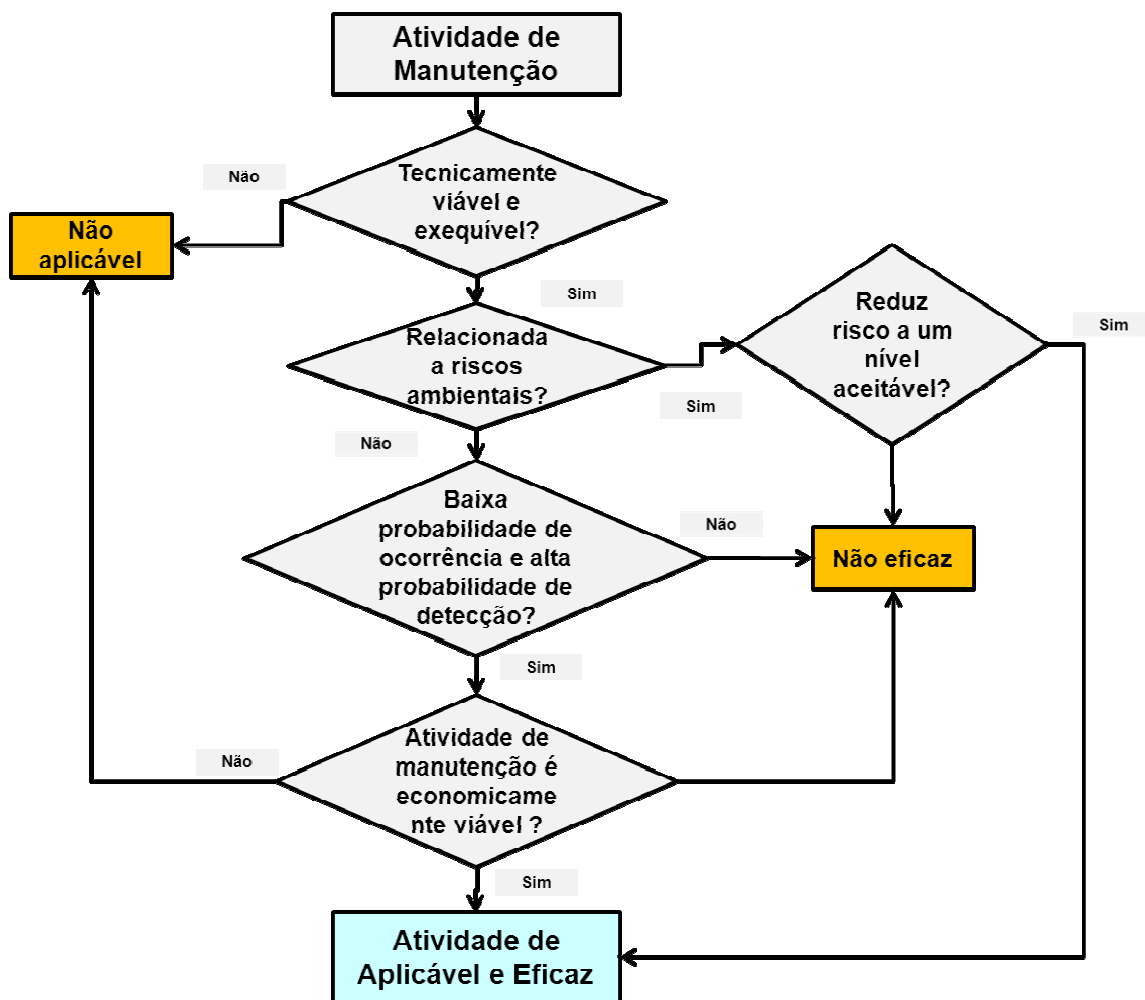 Atividade de
Manutenção
Não
Tecnicamente
viável e
exequível?
Não
aplicável
Sim
Reduz
risco a um
nível
aceitável?
Sim
Relacionada
a riscos
ambientais?
Sim
Não
Baixa
probabilidade de
ocorrência e alta
probabilidade de
detecção?
Não
Não eficaz
Sim
Atividade de
manutenção é
economicame
nte viável ?
Não
Sim
Atividade de
Aplicável e Eficaz